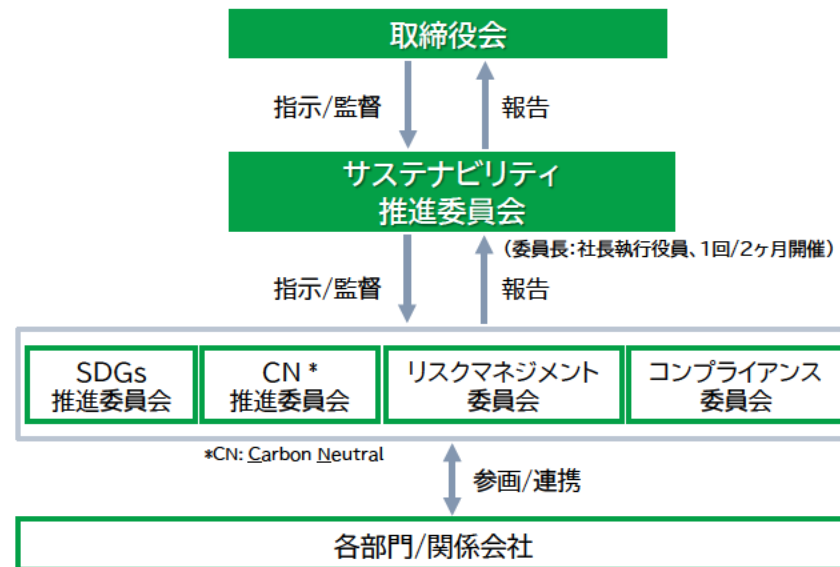 取締役会
指示/監督
報告
サステナビリティ
推進委員会
(委員長:社長執行役員、1回/2ヶ月開催)
指示/監督
報告
SDGs
推進委員会
CN *
推進委員会
リスクマネジメント
委員会
コンプライアンス
委員会
*CN: Carbon Neutral
参画/連携
各部門/関係会社